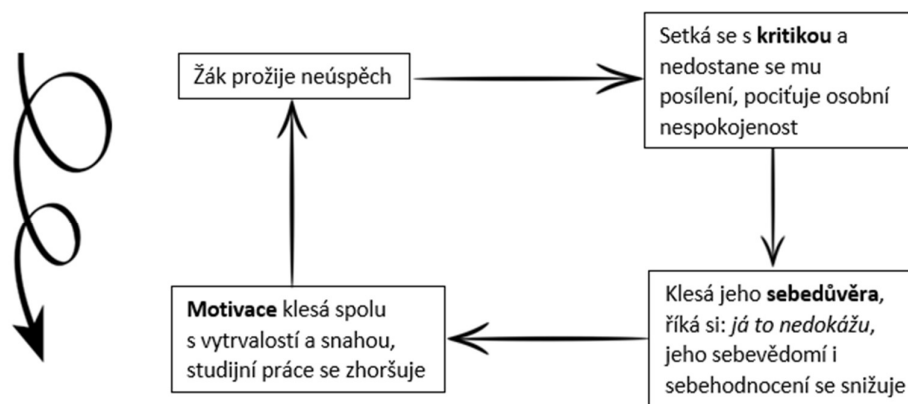 Žák prožije neúspěch
Setká se s kritikou a
nedostane se mu
posílení, pociťuje osobní
nespokojenost
Klesá jeho sebedůvěra,
říká si: já to nedokážu,
jeho sebevědomí i
sebehodnocení se snižuje
Motivace klesá spolu
s vytrvalostí a snahou,
studijní práce se zhoršuje